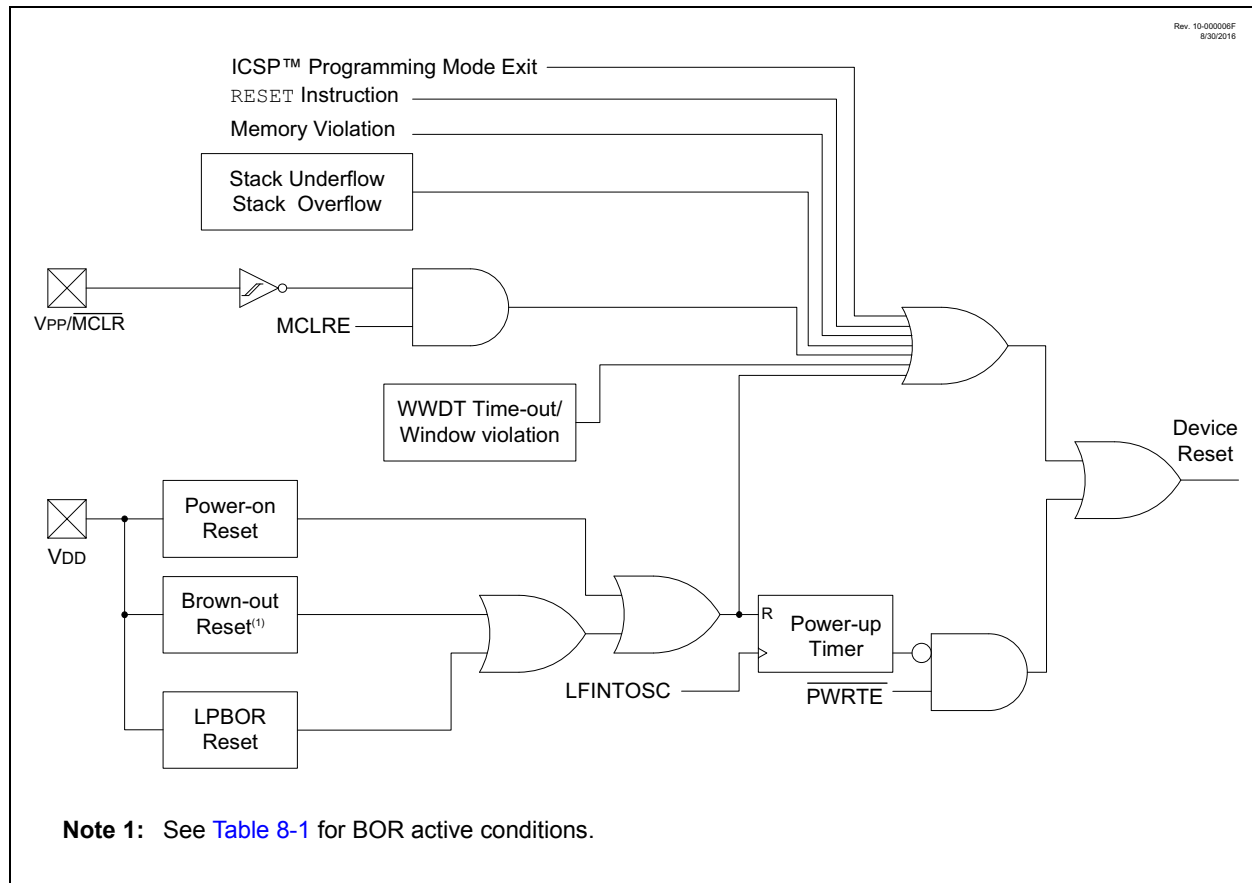 Rev. 10-000006F
8/30/2016
ICSP™ Programming Mode Exit
RESET Instruction
Memory Violation
Stack Underflow
Stack Overflow
VPP/MCLR
MCLRE
WWDT Time-out/
Window violation
Device
Reset
Power-on
Reset
VDD
Brown-out
Reset(1)
R
Power-up
Timer
LFINTOSC
PWRTE
LPBOR
Reset
Note 1: See Table 8-1 for BOR active conditions.